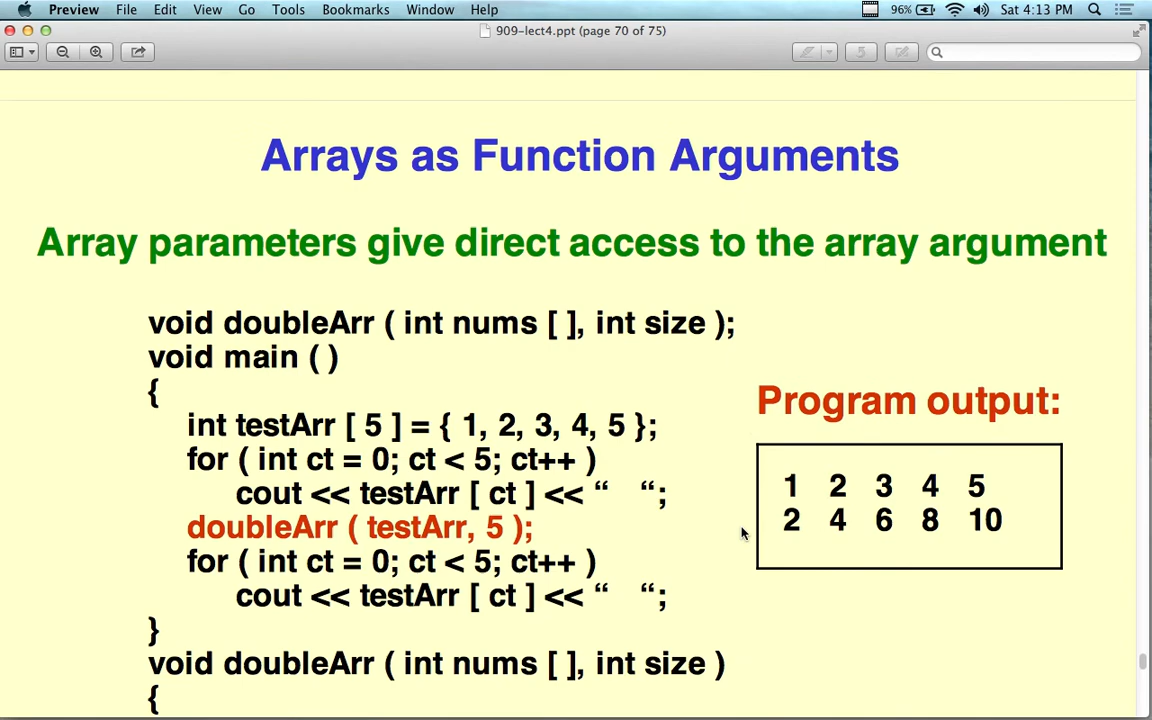 Preview File Edit View Go Tools Bookmarks Window Help 96% Sat 4:13 PM
909-lect4.ppt (page 70 of 75)
Arrays as Function Arguments
Array parameters give direct access to the array argument
void doubleArr ( int nums [ ], int size );
void main ( )
{
int testArr [ 5 ] = { 1, 2, 3, 4, 5 };
for ( int ct = 0; ct < 5; ct++ )
cout << testArr [ ct ] << “ “;
doubleArr ( testArr, 5 );
for ( int ct = 0; ct < 5; ct++ )
cout << testArr [ ct ] << “ “;
}
void doubleArr ( int nums [ ], int size )
{
Program output:
1 2 3 4 5
2 4 6 8 10